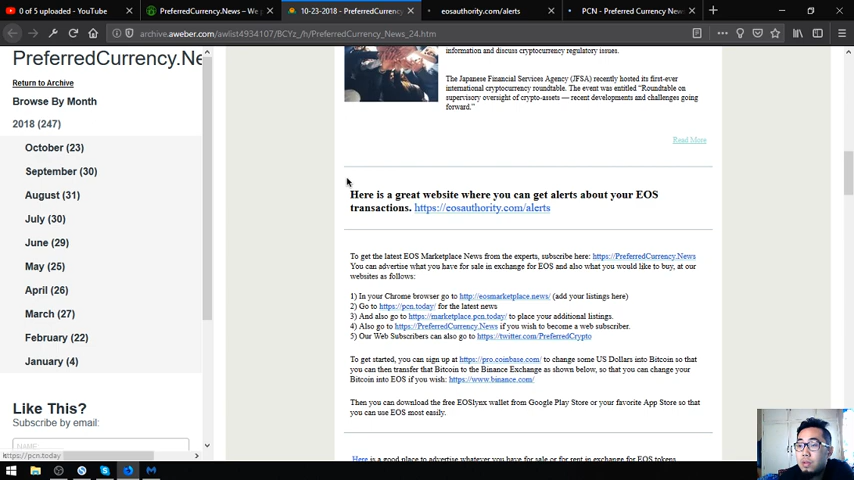 0 of 5 uploaded - YouTube
PreferredCurrency.News – We p
10-23-2018 - PreferredCurrency
eosauthority.com/alerts
PCN - Preferred Currency News
archive.aweber.com/awlist4934107/BCYz_/h/PreferredCurrency_News_24.htm
PreferredCurrency.Ne
Return to Archive
Browse By Month
2018 (247)
October (23)
September (30)
August (31)
July (30)
June (29)
May (25)
April (26)
March (27)
February (22)
January (4)
Like This?
Subscribe by email:
NAME:
https://pcn.today
information and discuss cryptocurrency regulatory issues.
The Japanese Financial Services Agency (JFSA) recently hosted its first-ever
international cryptocurrency roundtable. The event was entitled “Roundtable on
supervisory oversight of crypto-assets — recent developments and challenges going
forward.”
Read More
Here is a great website where you can get alerts about your EOS
transactions. https://eosauthority.com/alerts
To get the latest EOS Marketplace News from the experts, subscribe here: https://PreferredCurrency.News
You can advertise what you have for sale in exchange for EOS and also what you would like to buy, at our
websites as follows:
1) In your Chrome browser go to http://eosmarketplace.news/ (add your listings here)
2) Go to https://pcn.today/ for the latest news
3) And also go to https://marketplace.pcn.today/ to place your additional listings.
4) Also go to https://PreferredCurrency.News if you wish to become a web subscriber.
5) Our Web Subscribers can also go to https://twitter.com/PreferredCrypto
To get started, you can sign up at https://pro.coinbase.com/ to change some US Dollars into Bitcoin so that
you can then transfer that Bitcoin to the Binance Exchange as shown below, so that you can change your
Bitcoin into EOS if you wish: https://www.binance.com/
Then you can download the free EOSlynx wallet from Google Play Store or your favorite App Store so that
you can use EOS most easily.
Here is a good place to advertise whatever you have for sale or for rent in exchange for EOS tokens